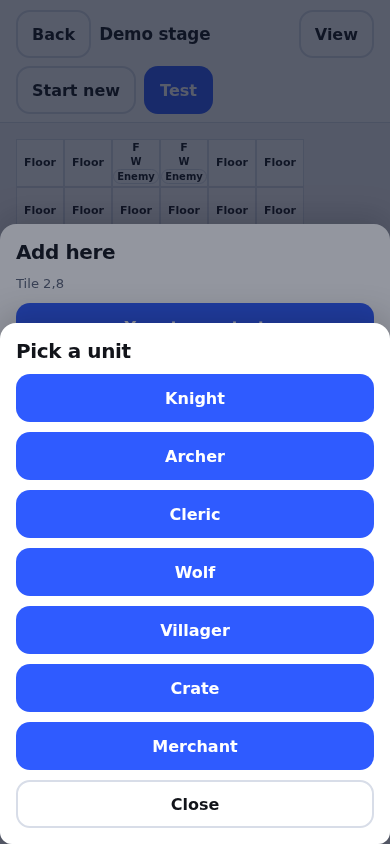 Back Demo stage View
Start new Test
Floor Floor F W Enemy F W Enemy Floor Floor
Floor Floor Floor Floor Floor Floor
Add here
Tile 2,8
Pick a unit
Knight
Archer
Cleric
Wolf
Villager
Crate
Merchant
Close